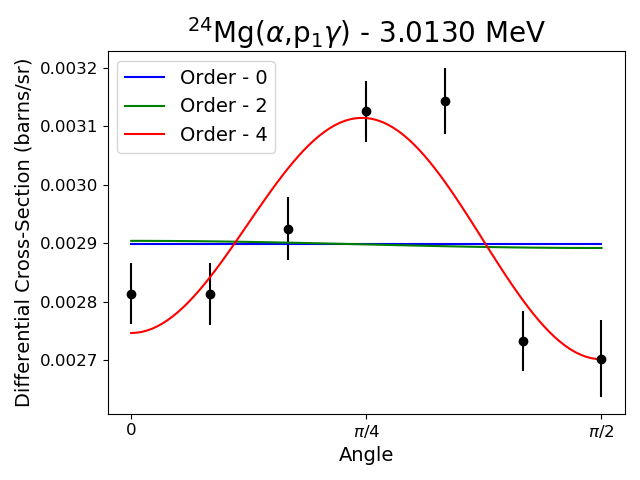 ²⁴Mg(α,p₁γ) - 3.0130 MeV
Order - 0
Order - 2
Order - 4
Differential Cross-Section (barns/sr)
0.0032
0.0031
0.0030
0.0029
0.0028
0.0027
0 π/4 π/2
Angle